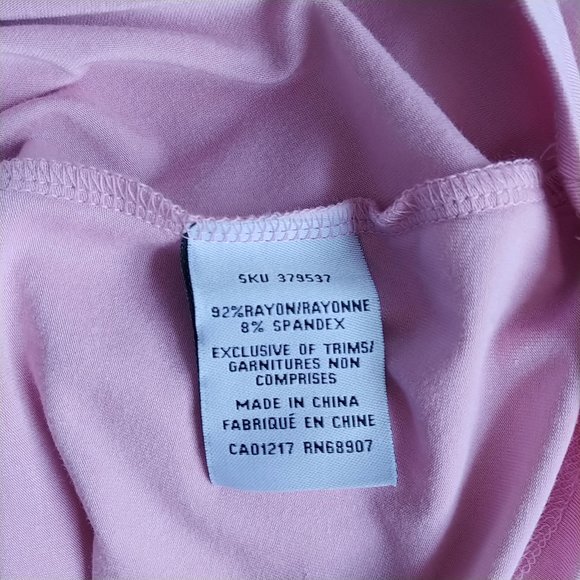 SKU 379537
92%RAYON/RAYONNE
8% SPANDEX
EXCLUSIVE OF TRIMS/
GARNITURES NON
COMPRISES
MADE IN CHINA
FABRIQUÉ EN CHINE
CA01217 RN68907